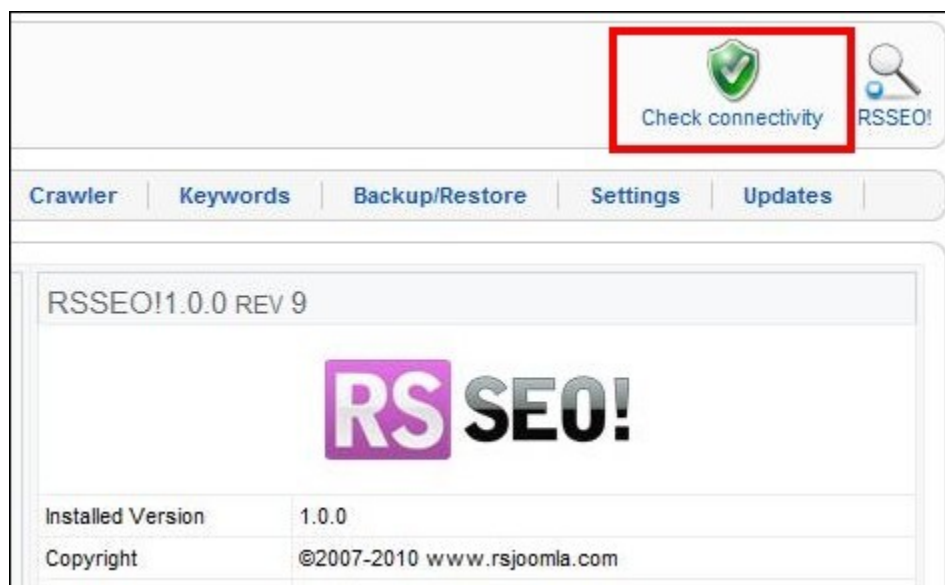 Check connectivity RSSEO!
Crawler Keywords Backup/Restore Settings Updates
RSSEO!1.0.0 REV 9
RS SEO!
Installed Version 1.0.0
Copyright ©2007-2010 www.rsjoomla.com